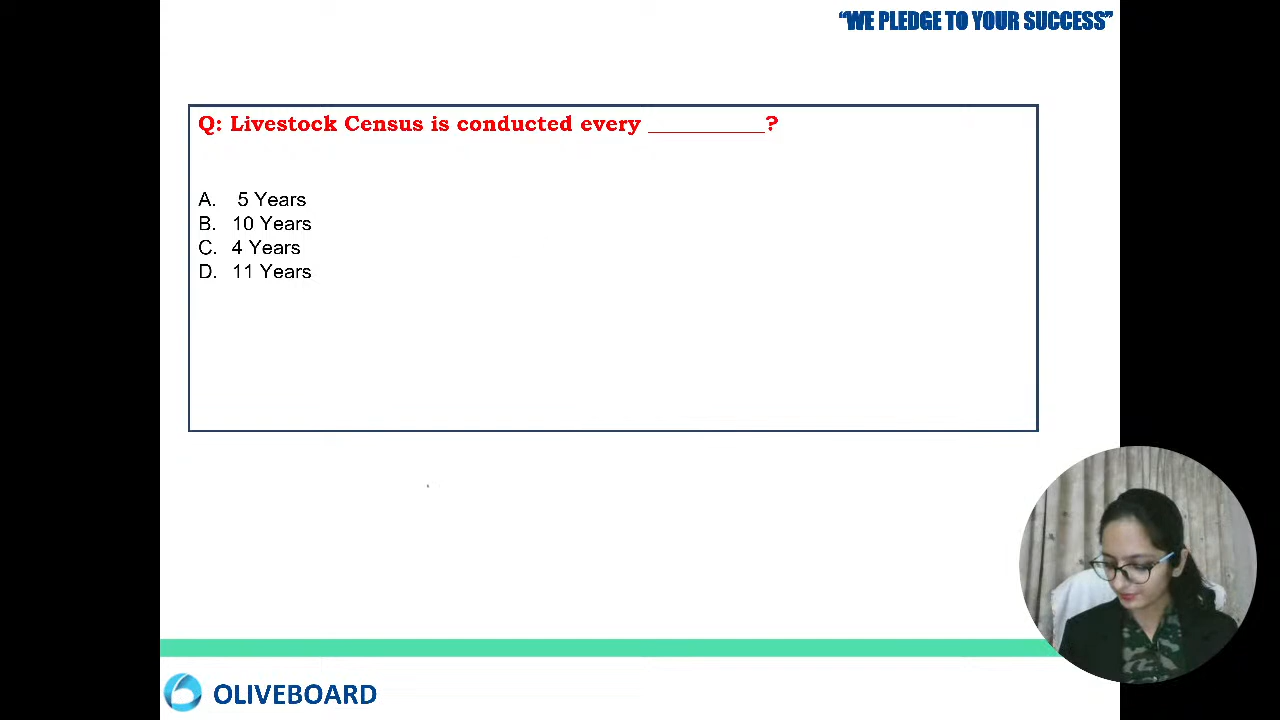 “WE PLEDGE TO YOUR SUCCESS”
Q: Livestock Census is conducted every __________?
A. 5 Years
B. 10 Years
C. 4 Years
D. 11 Years
OLIVEBOARD